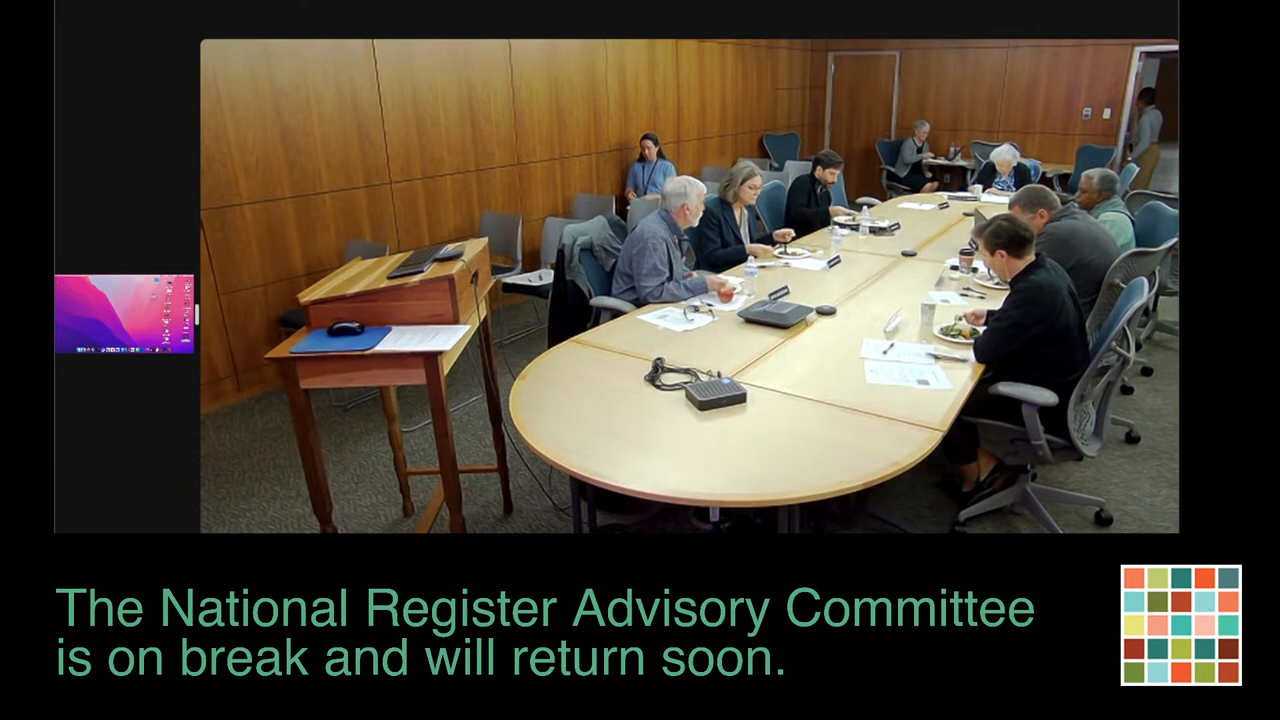 The National Register Advisory Committee
is on break and will return soon.